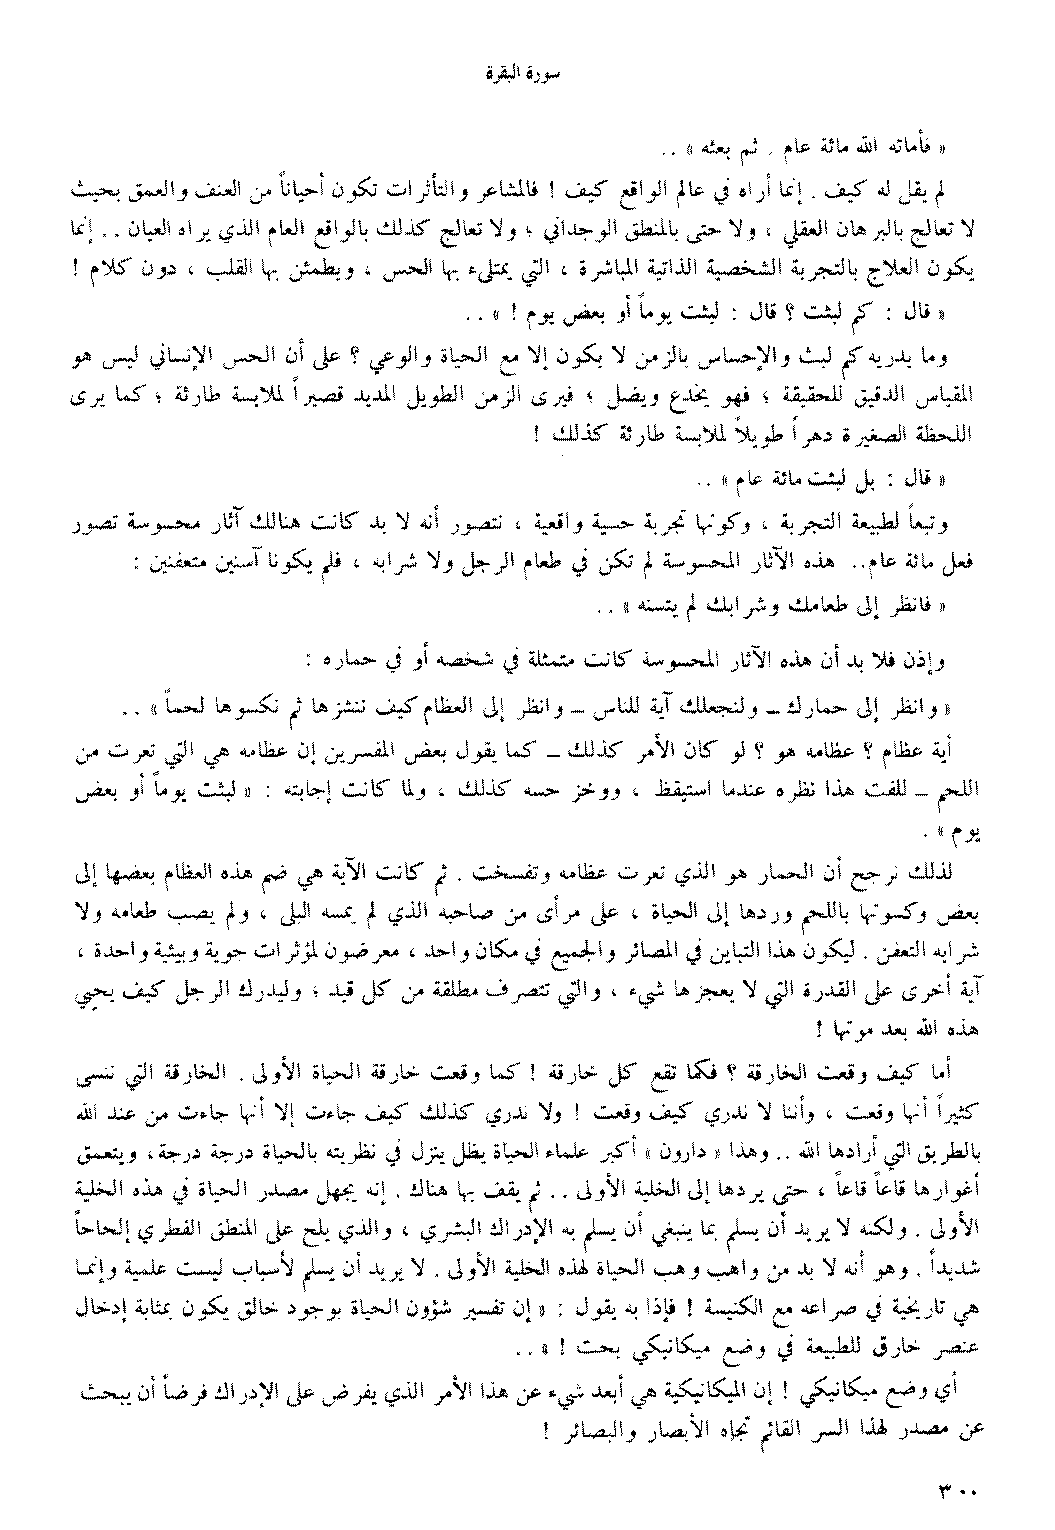 سورة البقرة
« فأماته الله مائة عام . ثم بعثه » ..
لم يقل له كيف . إنما أراه في عالم الواقع كيف ! فالمشاعر والتأثرات تكون أحياناً من العنف والعمق بحيث
لا تعالج بالبرهان العقلي ، ولا حتى بالمنطق الوجداني ؛ ولا تعالج كذلك بالواقع العام الذي يراه العيان .. إنما
يكون العلاج بالتجربة الشخصية الذاتية المباشرة ، التي يمتلىء بها الحس ، ويطمئن بها القلب ، دون كلام !
« قال : كم لبثت ؟ قال : لبثت يوماً أو بعض يوم ! » ..
وما يدريه كم لبث والإحساس بالزمن لا يكون إلا مع الحياة والوعي ؟ على أن الحس الإنساني ليس هو
المقياس الدقيق للحقيقة ؛ فهو يخدع ويضل ؛ فيرى الزمن الطويل المديد قصيراً لملابسة طارئة ؛ كما يرى
اللحظة الصغيرة دهراً طويلاً لملابسة طارئة كذلك !
« قال : بل لبثت مائة عام » ..
وتبعاً لطبيعة التجربة ، وكونها تجربة حسية واقعية ، نتصور أنه لا بد كانت هنالك آثار محسوسة تصور
فعل مائة عام.. هذه الآثار المحسوسة لم تكن في طعام الرجل ولا شرابه ، فلم يكونا آسنين متعفنين :
« فانظر إلى طعامك وشرابك لم يتسنه » ..
وإذن فلا بد أن هذه الآثار المحسوسة كانت متمثلة في شخصه أو في حماره :
« وانظر إلى حمارك – ولنجعلك آية للناس – وانظر إلى العظام كيف ننشزها ثم نكسوها لحماً » ..
أية عظام ؟ عظامه هو ؟ لو كان الأمر كذلك – كما يقول بعض المفسرين إن عظامه هي التي تعرت من
اللحم – للفت هذا نظره عندما استيقظ ، ووخز حسه كذلك ، ولما كانت إجابته : « لبثت يوماً أو بعض
يوم » .
لذلك نرجح أن الحمار هو الذي تعرت عظامه وتفسخت . ثم كانت الآية هي ضم هذه العظام بعضها إلى
بعض وكسوتها باللحم وردها إلى الحياة ، على مرأى من صاحبه الذي لم يمسه البلى ، ولم يصب طعامه ولا
شرابه التعفن . ليكون هذا التباين في المصائر والجميع في مكان واحد ، معرضون لمؤثرات جوية وبيئية واحدة ،
آية أخرى على القدرة التي لا يعجزها شيء ، والتي تتصرف مطلقة من كل قيد ؛ وليدرك الرجل كيف يحيي
هذه الله بعد موتها !
أما كيف وقعت الخارقة ؟ فكما تقع كل خارقة ! كما وقعت خارقة الحياة الأولى . الخارقة التي ننسى
كثيراً أنها وقعت ، وأننا لا ندري كيف وقعت ! ولا ندري كذلك كيف جاءت إلا أنها جاءت من عند الله
بالطريق التي أرادها الله .. وهذا « دارون » أكبر علماء الحياة يظل ينزل في نظريته بالحياة درجة درجة، ويتعمق
أغوارها قاعاً قاعاً ، حتى يردها إلى الخلية الأولى .. ثم يقف بها هناك . إنه يجهل مصدر الحياة في هذه الخلية
الأولى . ولكنه لا يريد أن يسلم بما ينبغي أن يسلم به الإدراك البشري ، والذي يلح على المنطق الفطري إلحاحاً
شديداً . وهو أنه لا بد من واهب وهب الحياة لهذه الخلية الأولى . لا يريد أن يسلم لأسباب ليست علمية وإنما
هي تاريخية في صراعه مع الكنيسة ! فإذا به يقول : « إن تفسير شؤون الحياة بوجود خالق يكون بمثابة إدخال
عنصر خارق للطبيعة في وضع ميكانيكي بحت ! » ..
أي وضع ميكانيكي ! إن الميكانيكية هي أبعد شيء عن هذا الأمر الذي يفرض على الإدراك فرضاً أن يبحث
عن مصدر لهذا السر القائم تجاه الأبصار والبصائر !
٣٠٠